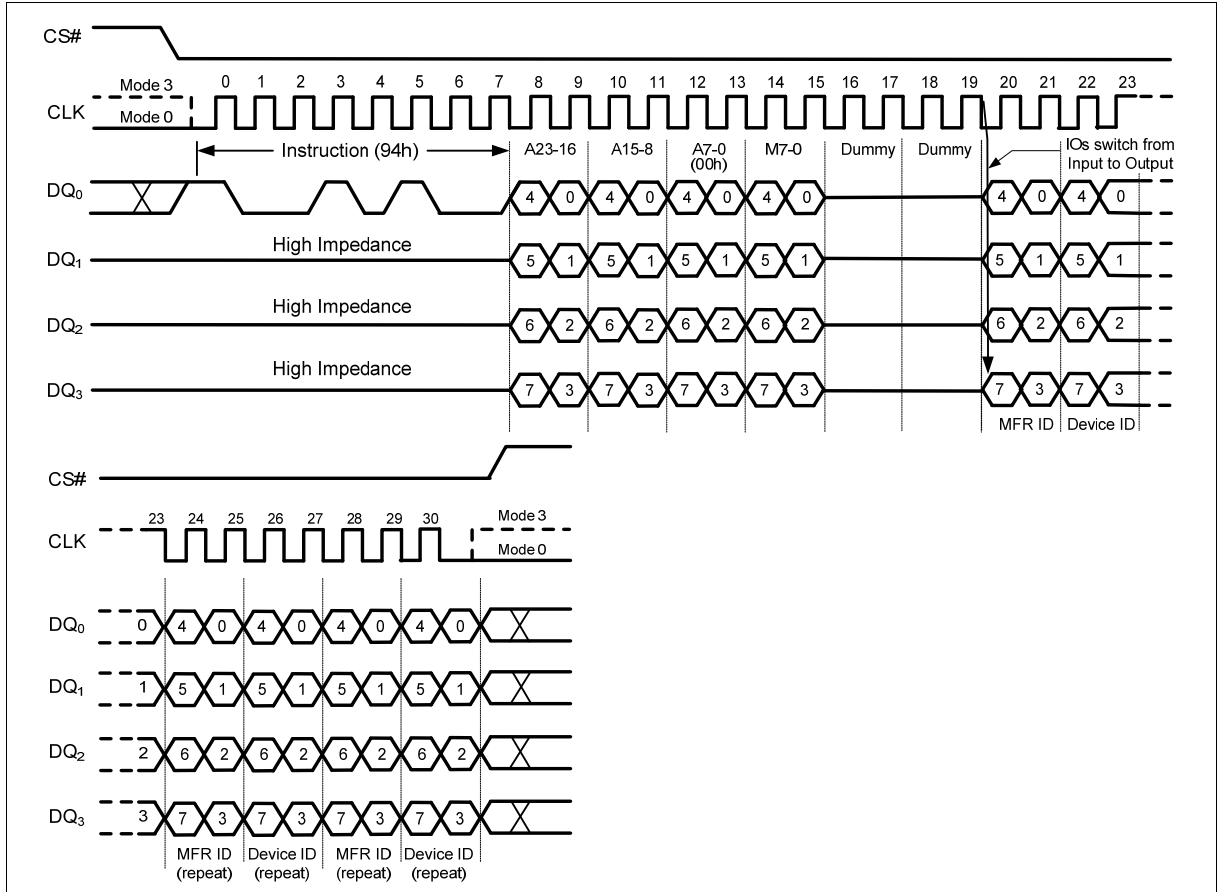 CS#
Mode 3 0 1 2 3 4 5 6 7 8 9 10 11 12 13 14 15 16 17 18 19 20 21 22 23
CLK
Mode 0
Instruction (94h) A23-16 A15-8 A7-0 M7-0 Dummy Dummy IOs switch from
(00h) Input to Output
DQ0 4 0 4 0 4 0 4 0 4 0 4 0
High Impedance
DQ1 5 1 5 1 5 1 5 1 5 1 5 1
High Impedance
DQ2 6 2 6 2 6 2 6 2 6 2 6 2
High Impedance
DQ3 7 3 7 3 7 3 7 3 7 3 7 3
MFR ID Device ID
CS#
23 24 25 26 27 28 29 30 Mode 3
CLK
Mode 0
DQ0 0 4 0 4 0 4 0 4 0
DQ1 1 5 1 5 1 5 1 5 1
DQ2 2 6 2 6 2 6 2 6 2
DQ3 3 7 3 7 3 7 3 7 3
MFR ID Device ID MFR ID Device ID
(repeat) (repeat) (repeat) (repeat)